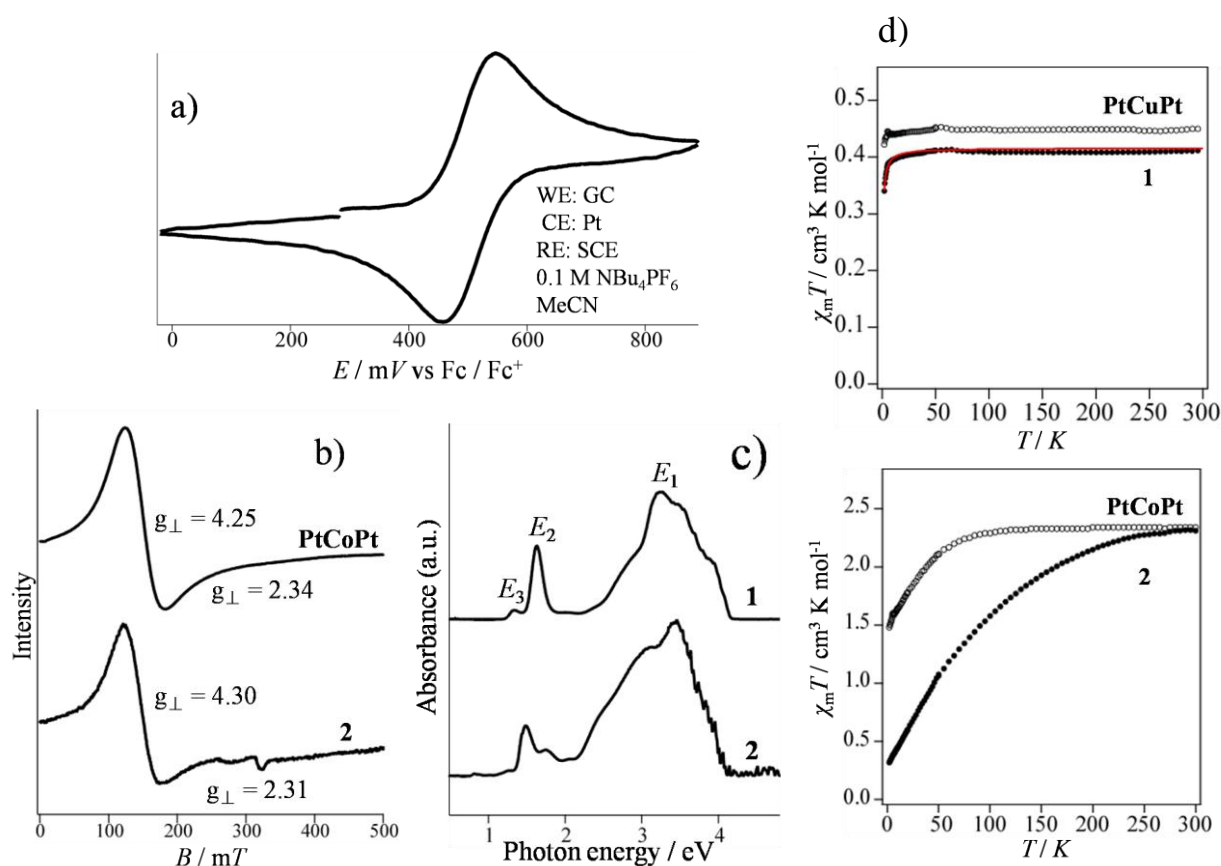 a)
WE: GC
CE: Pt
RE: SCE
0.1 M NBu₄PF₆
MeCN
0 200 400 600 800
E / mV vs Fc / Fc⁺
b)
g⊥ = 4.25
PtCoPt
g⊥ = 2.34
g⊥ = 4.30
2
g⊥ = 2.31
Intensity
0 100 200 300 400 500
B / mT
c)
E₁
E₂
E₃
1
2
Absorbance (a.u.)
1 2 3 4
Photon energy / eV
d)
PtCuPt
1
0.5
0.4
0.3
0.2
0.1
0.0
χₘT / cm³ K mol⁻¹
0 50 100 150 200 250 300
T / K
PtCoPt
2
2.5
2.0
1.5
1.0
0.5
0.0
χₘT / cm³ K mol⁻¹
0 50 100 150 200 250 300
T / K